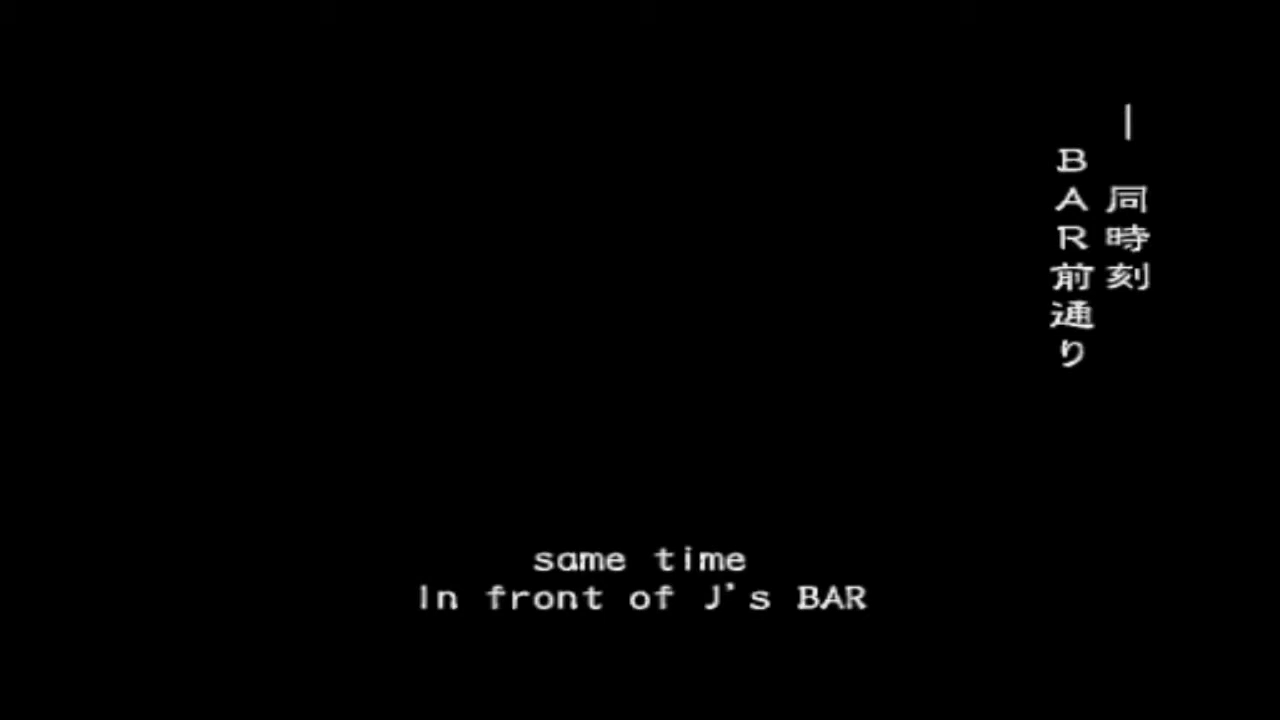 ｜ 同時刻
BAR前通り
same time
In front of J's BAR